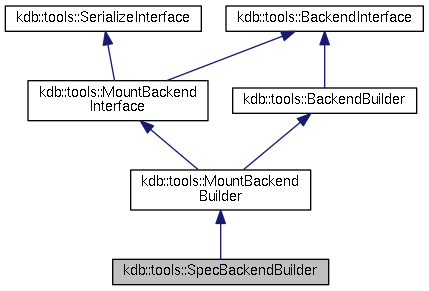 kdb::tools::SerializeInterface
kdb::tools::BackendInterface
kdb::tools::MountBackend
Interface
kdb::tools::BackendBuilder
kdb::tools::MountBackend
Builder
kdb::tools::SpecBackendBuilder